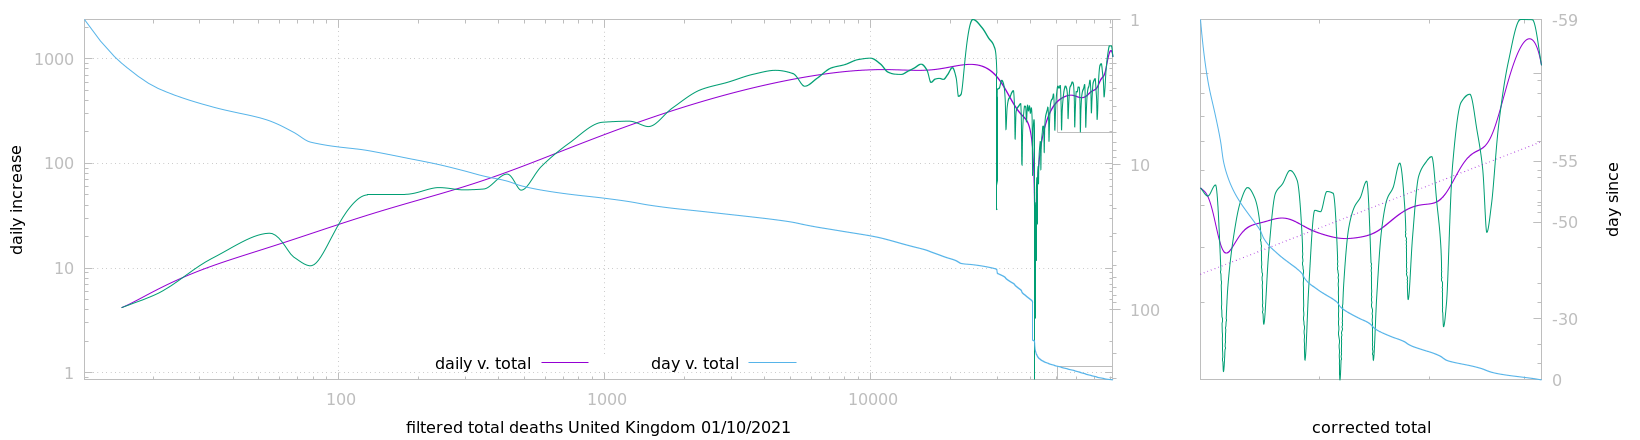 1000
100
10
1
daily increase
1
10
100
daily v. total
day v. total
100
1000
10000
filtered total deaths United Kingdom 01/10/2021
-59
-55
-50
-30
0
day since
corrected total